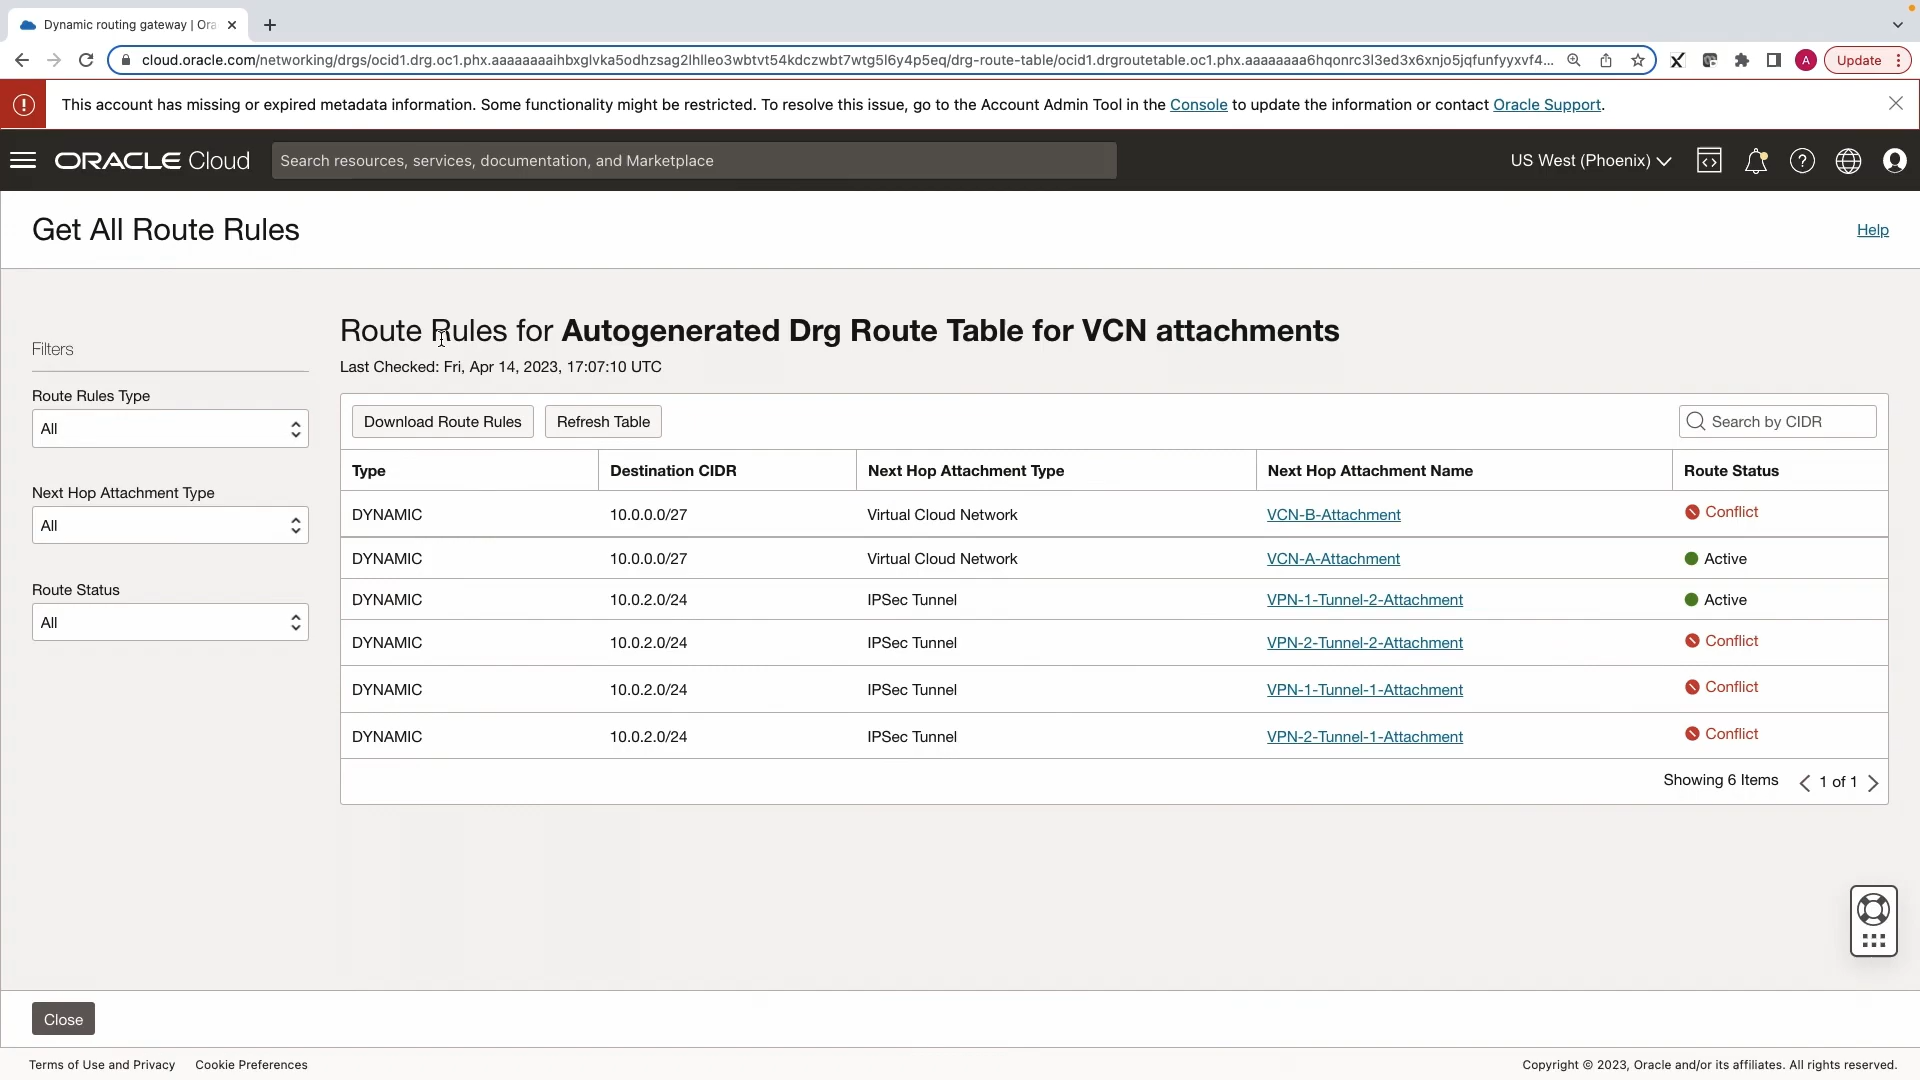 Dynamic routing gateway | Ora
cloud.oracle.com/networking/drgs/ocid1.drg.oc1.phx.aaaaaaaaihbxglvka5odhzsag2lhlleo3wbtvt54kdczwbt7wtg5l6y4p5eq/drg-route-table/ocid1.drgroutetable.oc1.phx.aaaaaaaa6hqonrc3l3ed3x6xnjo5jqfunfyyxvf4...
A
Update
This account has missing or expired metadata information. Some functionality might be restricted. To resolve this issue, go to the Account Admin Tool in the Console to update the information or contact Oracle Support.
ORACLE Cloud
Search resources, services, documentation, and Marketplace
US West (Phoenix)
Get All Route Rules
Help
Filters
Route Rules Type
All
Next Hop Attachment Type
All
Route Status
All
Route Rules for Autogenerated Drg Route Table for VCN attachments
Last Checked: Fri, Apr 14, 2023, 17:07:10 UTC
Download Route Rules Refresh Table Search by CIDR
Type Destination CIDR Next Hop Attachment Type Next Hop Attachment Name Route Status
DYNAMIC 10.0.0.0/27 Virtual Cloud Network VCN-B-Attachment Conflict
DYNAMIC 10.0.0.0/27 Virtual Cloud Network VCN-A-Attachment Active
DYNAMIC 10.0.2.0/24 IPSec Tunnel VPN-1-Tunnel-2-Attachment Active
DYNAMIC 10.0.2.0/24 IPSec Tunnel VPN-2-Tunnel-2-Attachment Conflict
DYNAMIC 10.0.2.0/24 IPSec Tunnel VPN-1-Tunnel-1-Attachment Conflict
DYNAMIC 10.0.2.0/24 IPSec Tunnel VPN-2-Tunnel-1-Attachment Conflict
Showing 6 Items 1 of 1
Close
Terms of Use and Privacy Cookie Preferences
Copyright © 2023, Oracle and/or its affiliates. All rights reserved.